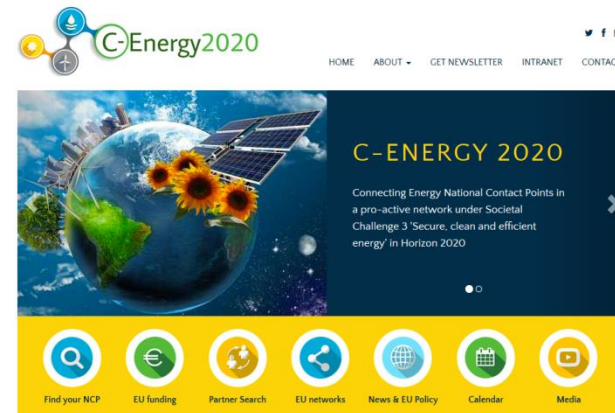 C-Energy2020
HOME ABOUT GET NEWSLETTER INTRANET CONTAC
C-ENERGY 2020
Connecting Energy National Contact Points in
a pro-active network under Societal
Challenge 3 'Secure, clean and efficient
energy' in Horizon 2020
Find your NCP EU funding Partner Search EU networks News & EU Policy Calendar Media